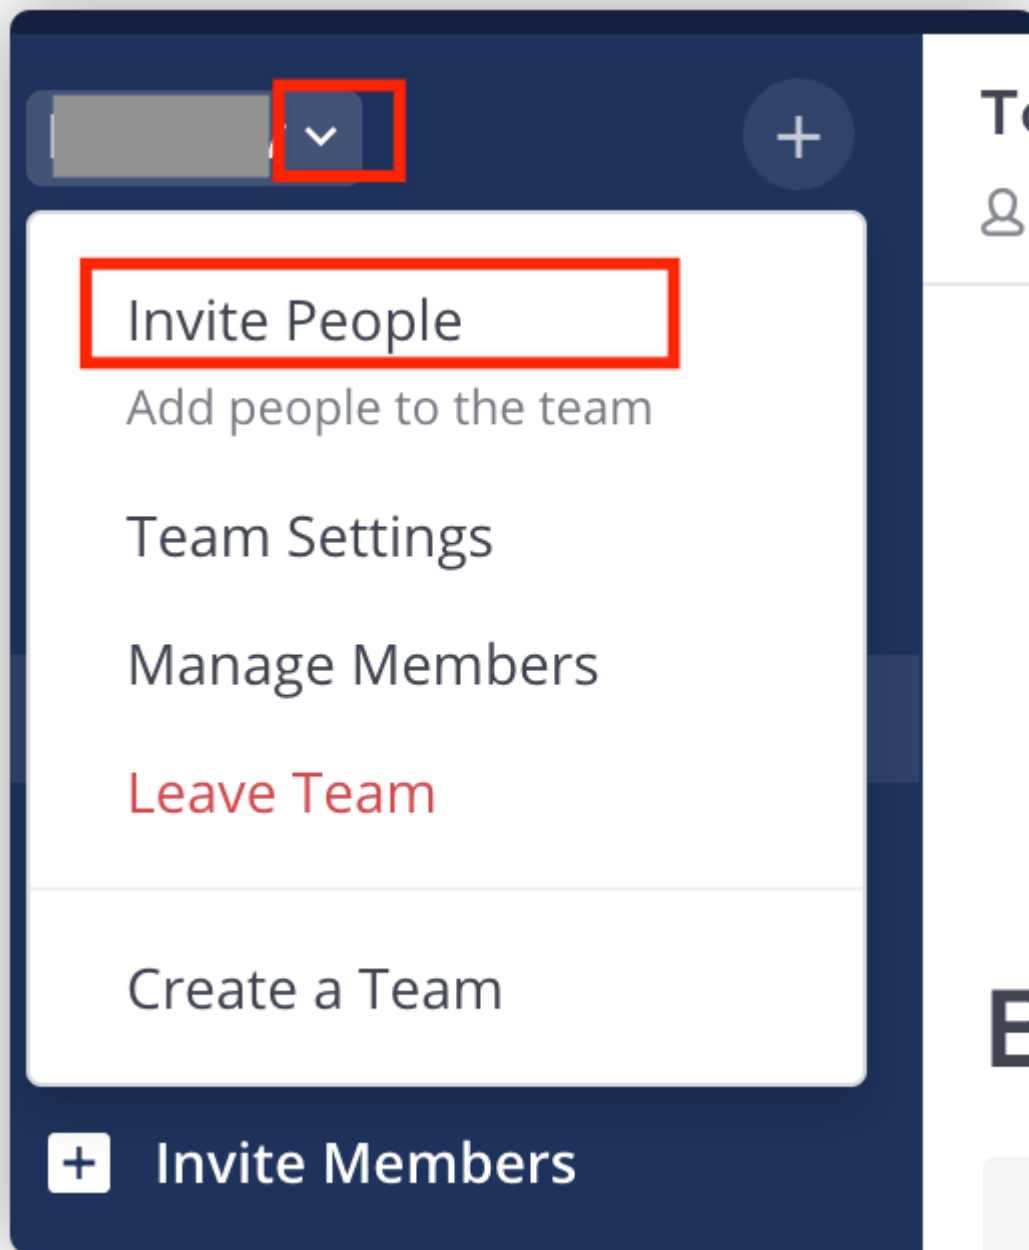 Invite People
Add people to the team
Team Settings
Manage Members
Leave Team
Create a Team
Invite Members